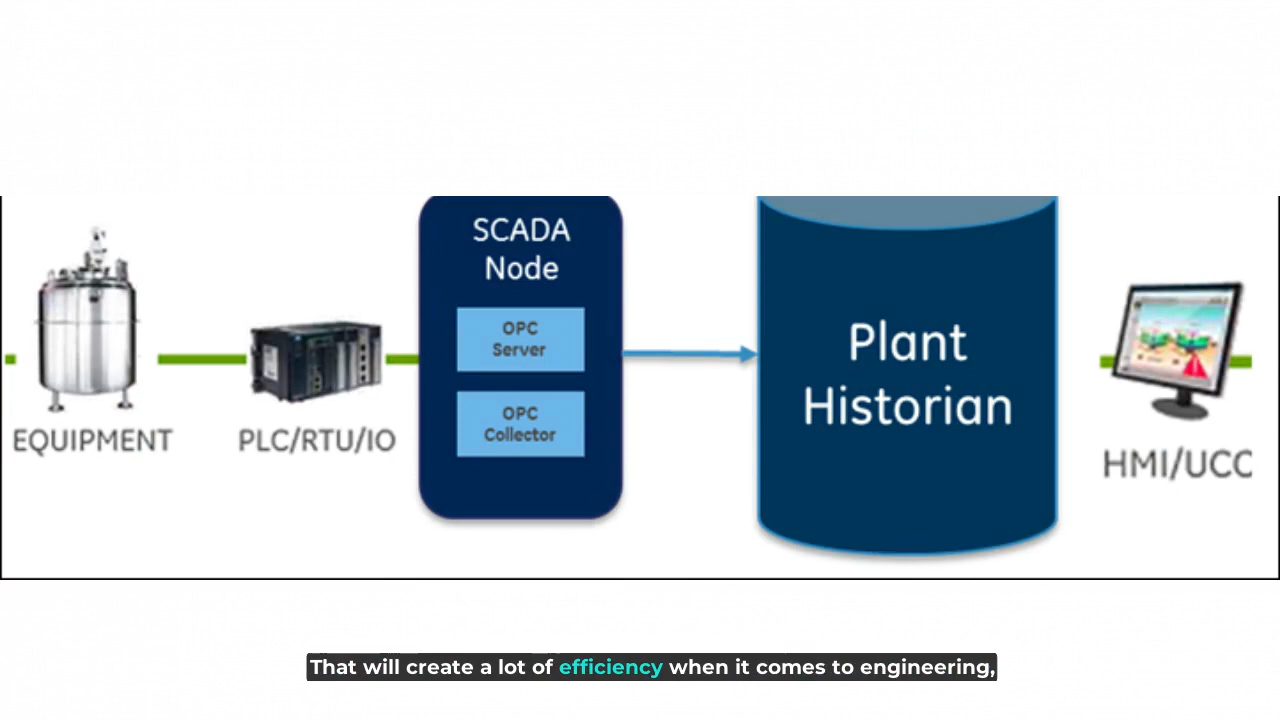 SCADA
Node
OPC
Server
OPC
Collector
Plant
Historian
EQUIPMENT
PLC/RTU/IO
HMI/UCC
That will create a lot of efficiency when it comes to engineering,